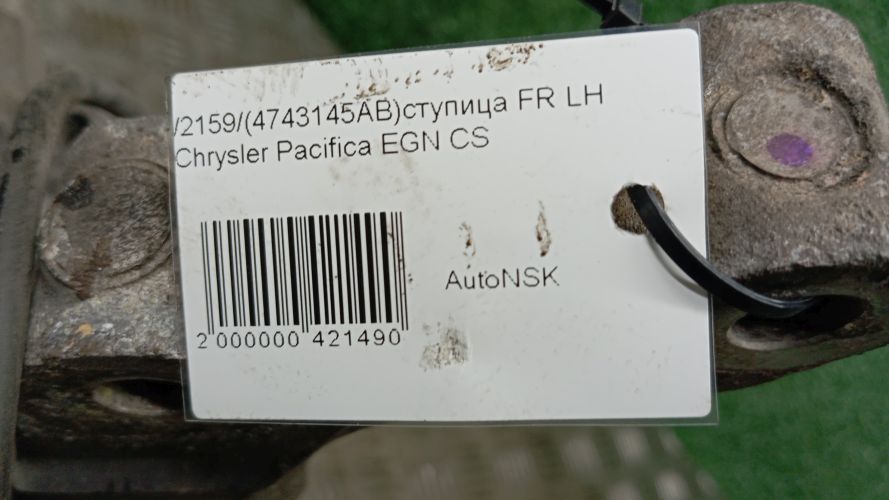 /2159/(4743145AB)ступица FR LH
Chrysler Pacifica EGN CS
AutoNSK
2 000000 421490